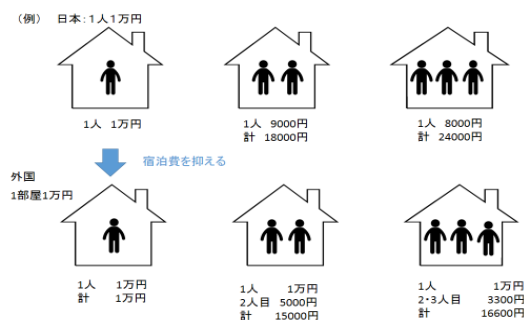 （例） 日本：1人1万円
1人 1万円
1人 9000円
計 18000円
1人 8000円
計 24000円
宿泊費を抑える
外国
1部屋1万円
1人 1万円
計 1万円
1人 1万円
2人目 5000円
計 15000円
1人 1万円
2・3人目 3300円
計 16600円